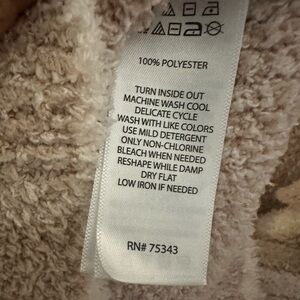 100% POLYESTER
TURN INSIDE OUT
MACHINE WASH COOL
DELICATE CYCLE
WASH WITH LIKE COLORS
USE MILD DETERGENT
ONLY NON-CHLORINE
BLEACH WHEN NEEDED
RESHAPE WHILE DAMP
DRY FLAT
LOW IRON IF NEEDED
RN# 75343